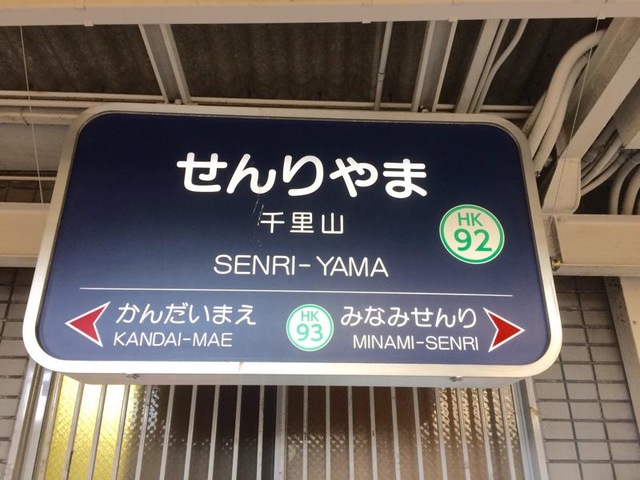 せんりやま
千里山
HK
92
SENRI-YAMA
かんだいまえ
KANDAI-MAE
HK
93
みなみせんり
MINAMI-SENRI